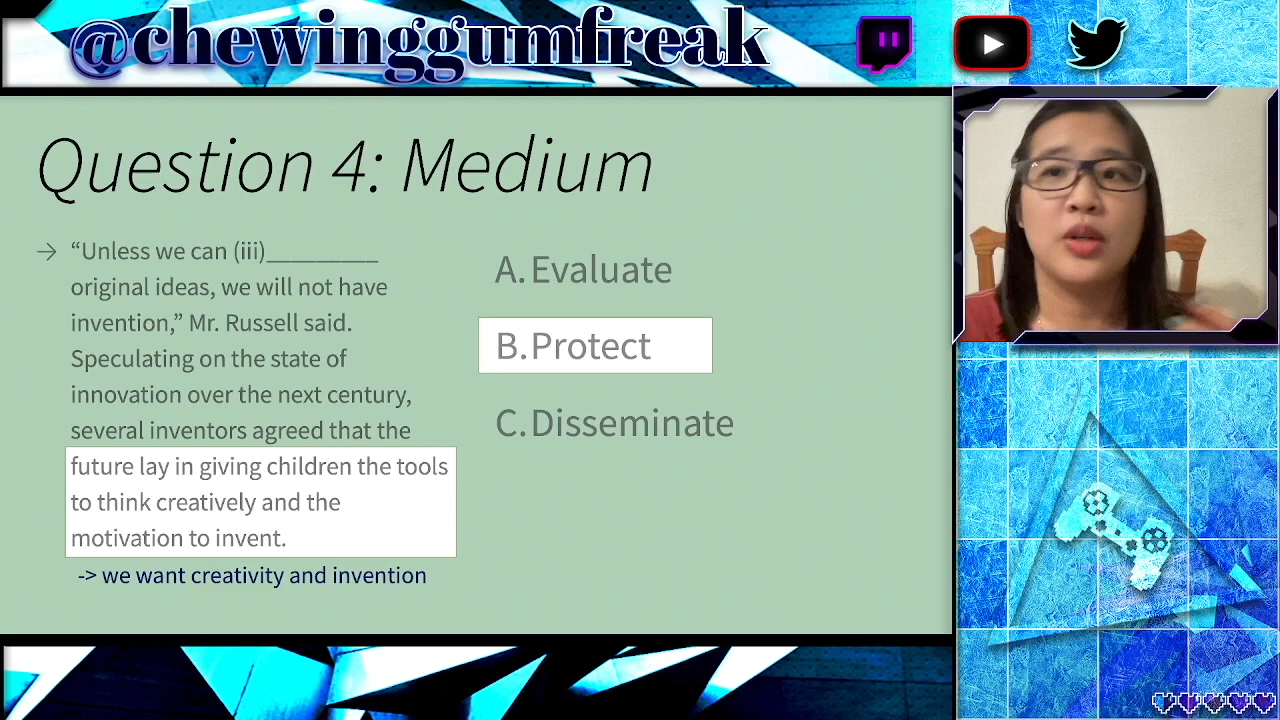 @chewinggumfreak
Question 4: Medium
→ “Unless we can (iii)_________
original ideas, we will not have
invention,” Mr. Russell said.
Speculating on the state of
innovation over the next century,
several inventors agreed that the
future lay in giving children the tools
to think creatively and the
motivation to invent.
-> we want creativity and invention
A. Evaluate
B. Protect
C. Disseminate